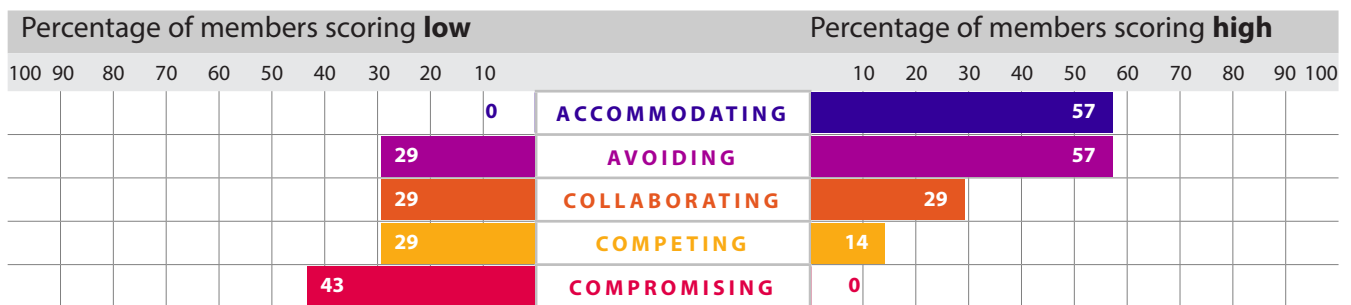 Percentage of members scoring low Percentage of members scoring high
100 90 80 70 60 50 40 30 20 10 10 20 30 40 50 60 70 80 90 100
0 ACCOMMODATING 57
29 AVOIDING 57
29 COLLABORATING 29
29 COMPETING 14
43 COMPROMISING 0